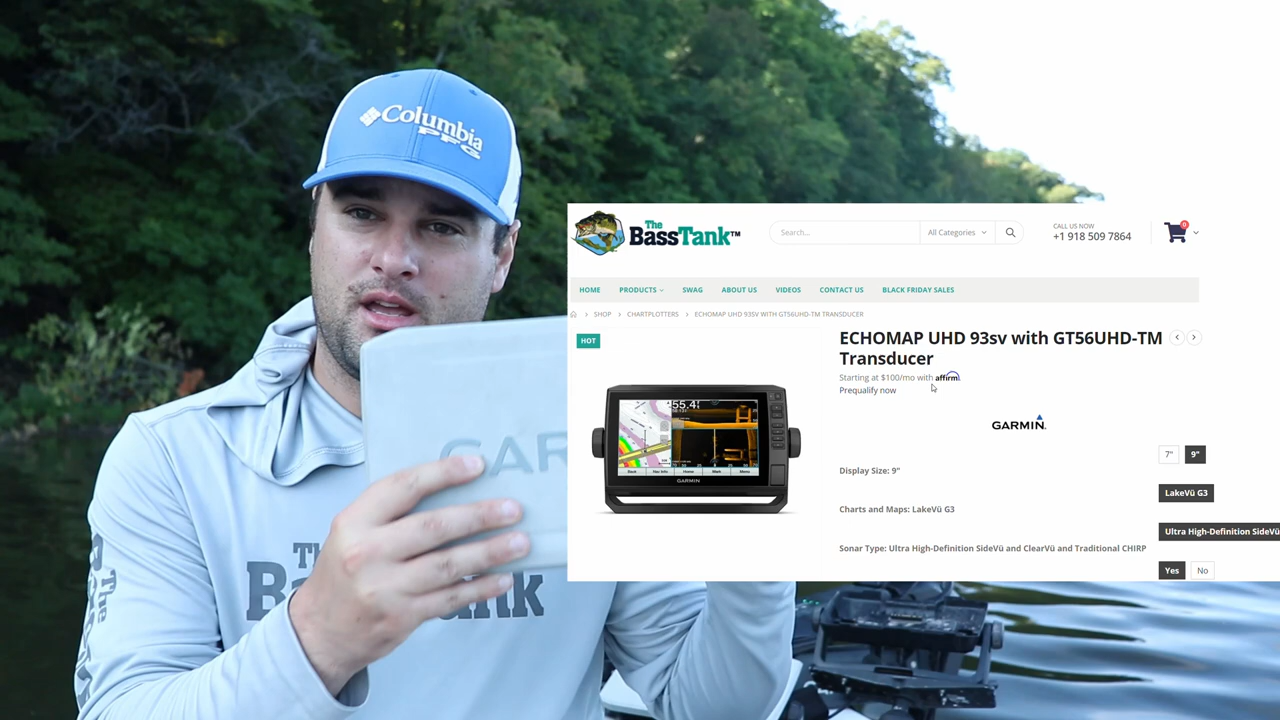 Columbia
PFG
GAR
The
BassTank
The
The
BassTank™
Search...
All Categories
CALL US NOW
+1 918 509 7864
0
HOME
PRODUCTS
SWAG
ABOUT US
VIDEOS
CONTACT US
BLACK FRIDAY SALES
SHOP > CHARTPLOTTERS > ECHOMAP UHD 93SV WITH GT56UHD-TM TRANSDUCER
HOT
ECHOMAP UHD 93sv with GT56UHD-TM
Transducer
Starting at $100/mo with affirm.
Prequalify now
GARMIN.
55.4
GARMIN
7" 9"
Display Size: 9"
LakeVü G3
Charts and Maps: LakeVü G3
Ultra High-Definition SideVü
Sonar Type: Ultra High-Definition SideVü and ClearVü and Traditional CHIRP
Yes No